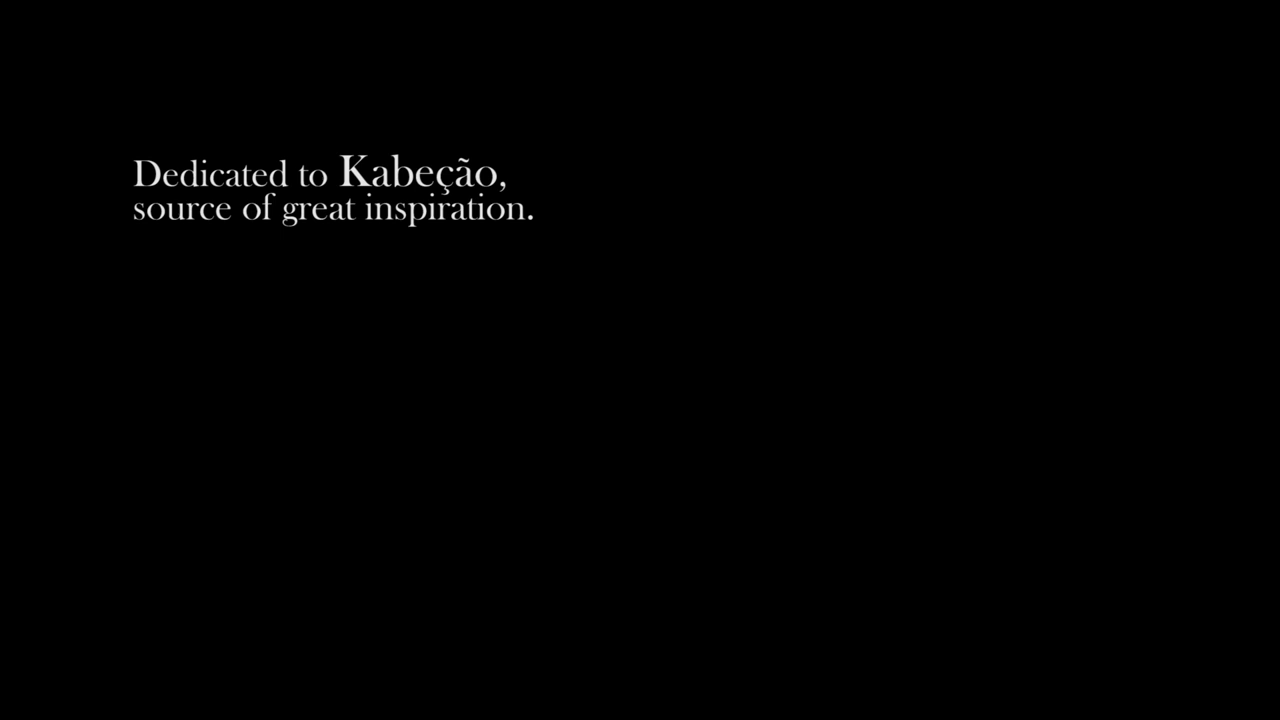 Dedicated to Kabeção,
source of great inspiration.